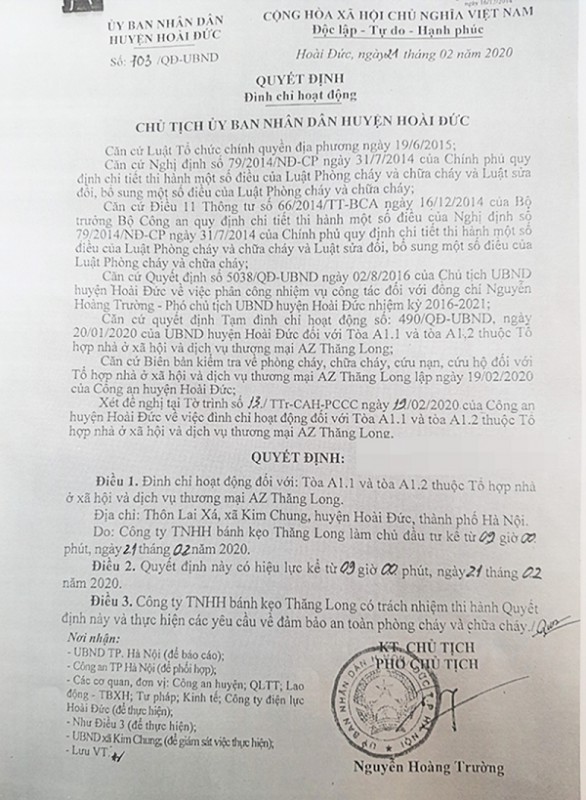 ỦY BAN NHÂN DÂN
HUYỆN HOÀI ĐỨC
Số: 703 /QĐ-UBND
CỘNG HÒA XÃ HỘI CHỦ NGHĨA VIỆT NAM
Độc lập - Tự do - Hạnh phúc
Hoài Đức, ngày 21 tháng 02 năm 2020
QUYẾT ĐỊNH
Đình chỉ hoạt động
CHỦ TỊCH ỦY BAN NHÂN DÂN HUYỆN HOÀI ĐỨC
Căn cứ Luật Tổ chức chính quyền địa phương ngày 19/6/2015;
Căn cứ Nghị định số 79/2014/NĐ-CP ngày 31/7/2014 của Chính phủ quy
định chi tiết thi hành một số điều của Luật Phòng cháy và chữa cháy và Luật sửa
đổi, bổ sung một số điều của Luật Phòng cháy và chữa cháy;
Căn cứ Điều 11 Thông tư số 66/2014/TT-BCA ngày 16/12/2014 của Bộ
trưởng Bộ Công an quy định chi tiết thi hành một số điều của Nghị định số
79/2014/NĐ-CP ngày 31/7/2014 của Chính phủ quy định chi tiết thi hành một số
điều của Luật Phòng cháy và chữa cháy và Luật sửa đổi, bổ sung một số điều của
Luật Phòng cháy và chữa cháy;
Căn cứ Quyết định số 5038/QĐ-UBND ngày 02/8/2016 của Chủ tịch UBND
huyện Hoài Đức về việc phân công nhiệm vụ công tác đối với đồng chí Nguyễn
Hoàng Trường - Phó chủ tịch UBND huyện Hoài Đức nhiệm kỳ 2016-2021;
Căn cứ quyết định Tạm đình chỉ hoạt động số: 490/QĐ-UBND, ngày
20/01/2020 của UBND huyện Hoài Đức đối với Tòa A1.1 và tòa A1,2 thuộc Tổ
hợp nhà ở xã hội và dịch vụ thượng mại AZ Thăng Long;
Căn cứ Biên bản kiểm tra về phòng cháy, chữa cháy, cứu nạn, cứu hộ đối với
Tổ hợp nhà ở xã hội và dịch vụ thương mại AZ Thăng Long lập ngày 19/02/2020
của Công an huyện Hoài Đức;
Xét đề nghị tại Tờ trình số 13./ TTr-CAH-PCCC ngày 19/02/2020 của Công an
huyện Hoài Đức về việc đình chỉ hoạt động đối với Tòa A1.1 và tòa A1.2 thuộc Tổ
hợp nhà ở xã hội và dịch vụ thương mại AZ Thăng Long.
QUYẾT ĐỊNH:
Điều 1. Đình chỉ hoạt động đối với: Tòa A1.1 và tòa A1.2 thuộc Tổ hợp nhà
ở xã hội và dịch vụ thương mại AZ Thăng Long.
Địa chỉ: Thôn Lai Xá, xã Kim Chung, huyện Hoài Đức, thành phố Hà Nội.
Do: Công ty TNHH bánh kẹo Thăng Long làm chủ đầu tư kể từ 09 giờ 00
phút, ngày 21 tháng 02 năm 2020.
Điều 2. Quyết định này có hiệu lực kể từ 09 giờ 00 phút, ngày 21 tháng 02
năm 2020.
Điều 3. Công ty TNHH bánh kẹo Thăng Long có trách nhiệm thi hành Quyết
định này và thực hiện các yêu cầu về đảm bảo an toàn phòng cháy và chữa cháy./.
Nơi nhận:
- UBND TP. Hà Nội (để báo cáo);
- Công an TP Hà Nội (để phối hợp);
- Các cơ quan, đơn vị: Công an huyện; QLTT; Lao
động - TBXH; Tư pháp; Kinh tế; Công ty điện lực
Hoài Đức (để thực hiện);
- Như Điều 3 (để thực hiện);
- UBND xã Kim Chung; (để giám sát việc thực hiện);
- Lưu VT.
KT. CHỦ TỊCH
PHÓ CHỦ TỊCH
Nguyễn Hoàng Trường